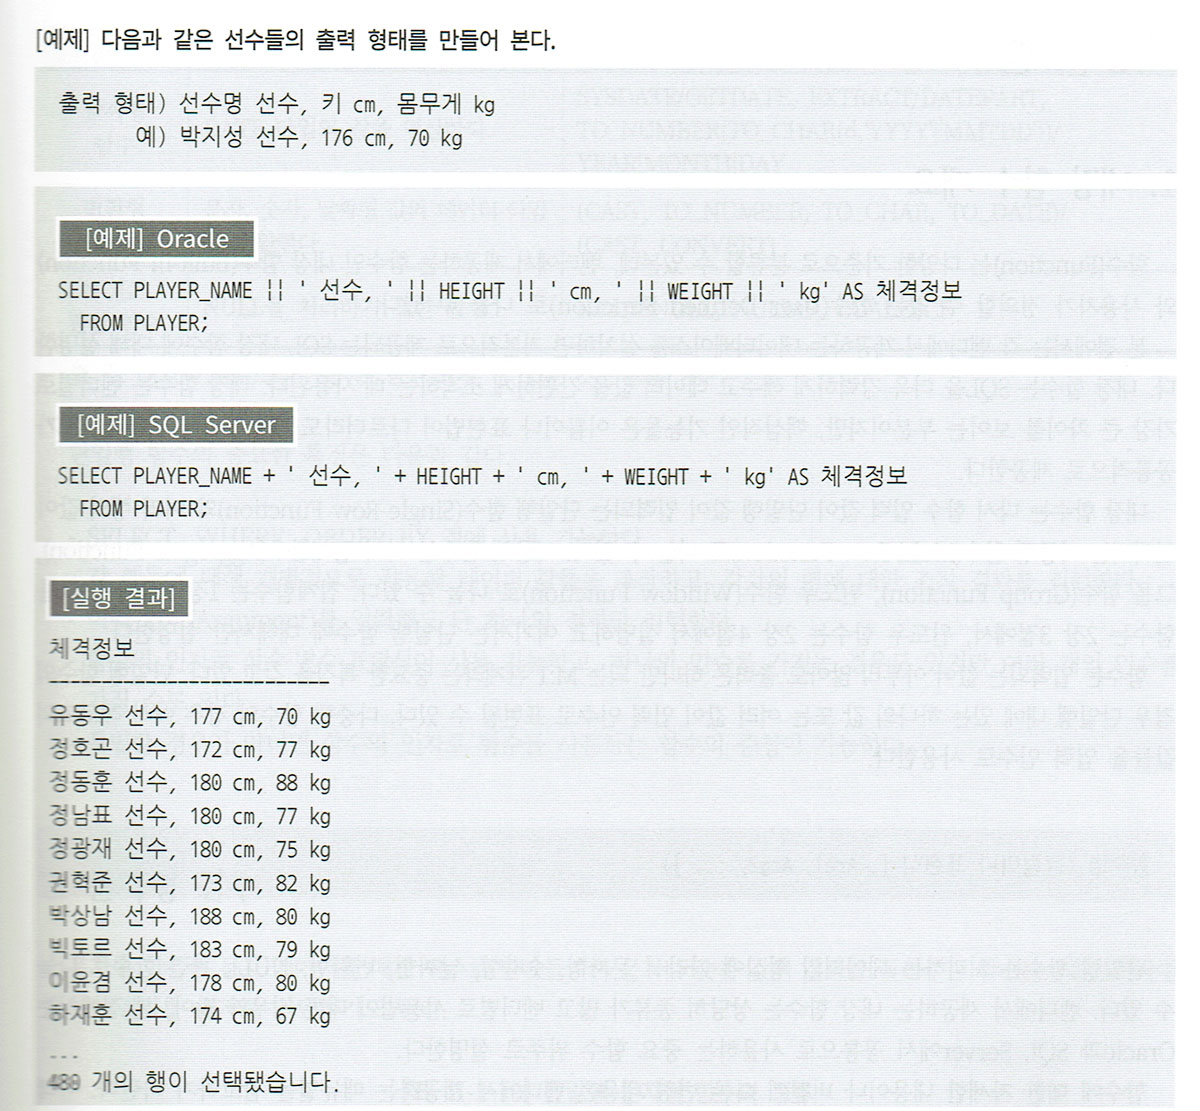 [예제] 다음과 같은 선수들의 출력 형태를 만들어 본다.
출력 형태) 선수명 선수, 키 cm, 몸무게 kg
예) 박지성 선수, 176 cm, 70 kg
[예제] Oracle
SELECT PLAYER_NAME || ' 선수, ' || HEIGHT || ' cm, ' || WEIGHT || ' kg' AS 체격정보
FROM PLAYER;
[예제] SQL Server
SELECT PLAYER_NAME + ' 선수, ' + HEIGHT + ' cm, ' + WEIGHT + ' kg' AS 체격정보
FROM PLAYER;
[실행 결과]
체격정보
--------------------------
유동우 선수, 177 cm, 70 kg
정호곤 선수, 172 cm, 77 kg
정동훈 선수, 180 cm, 88 kg
정남표 선수, 180 cm, 77 kg
정광재 선수, 180 cm, 75 kg
권혁준 선수, 173 cm, 82 kg
박상남 선수, 188 cm, 80 kg
빅토르 선수, 183 cm, 79 kg
이윤겸 선수, 178 cm, 80 kg
하재훈 선수, 174 cm, 67 kg
...
480 개의 행이 선택됐습니다.